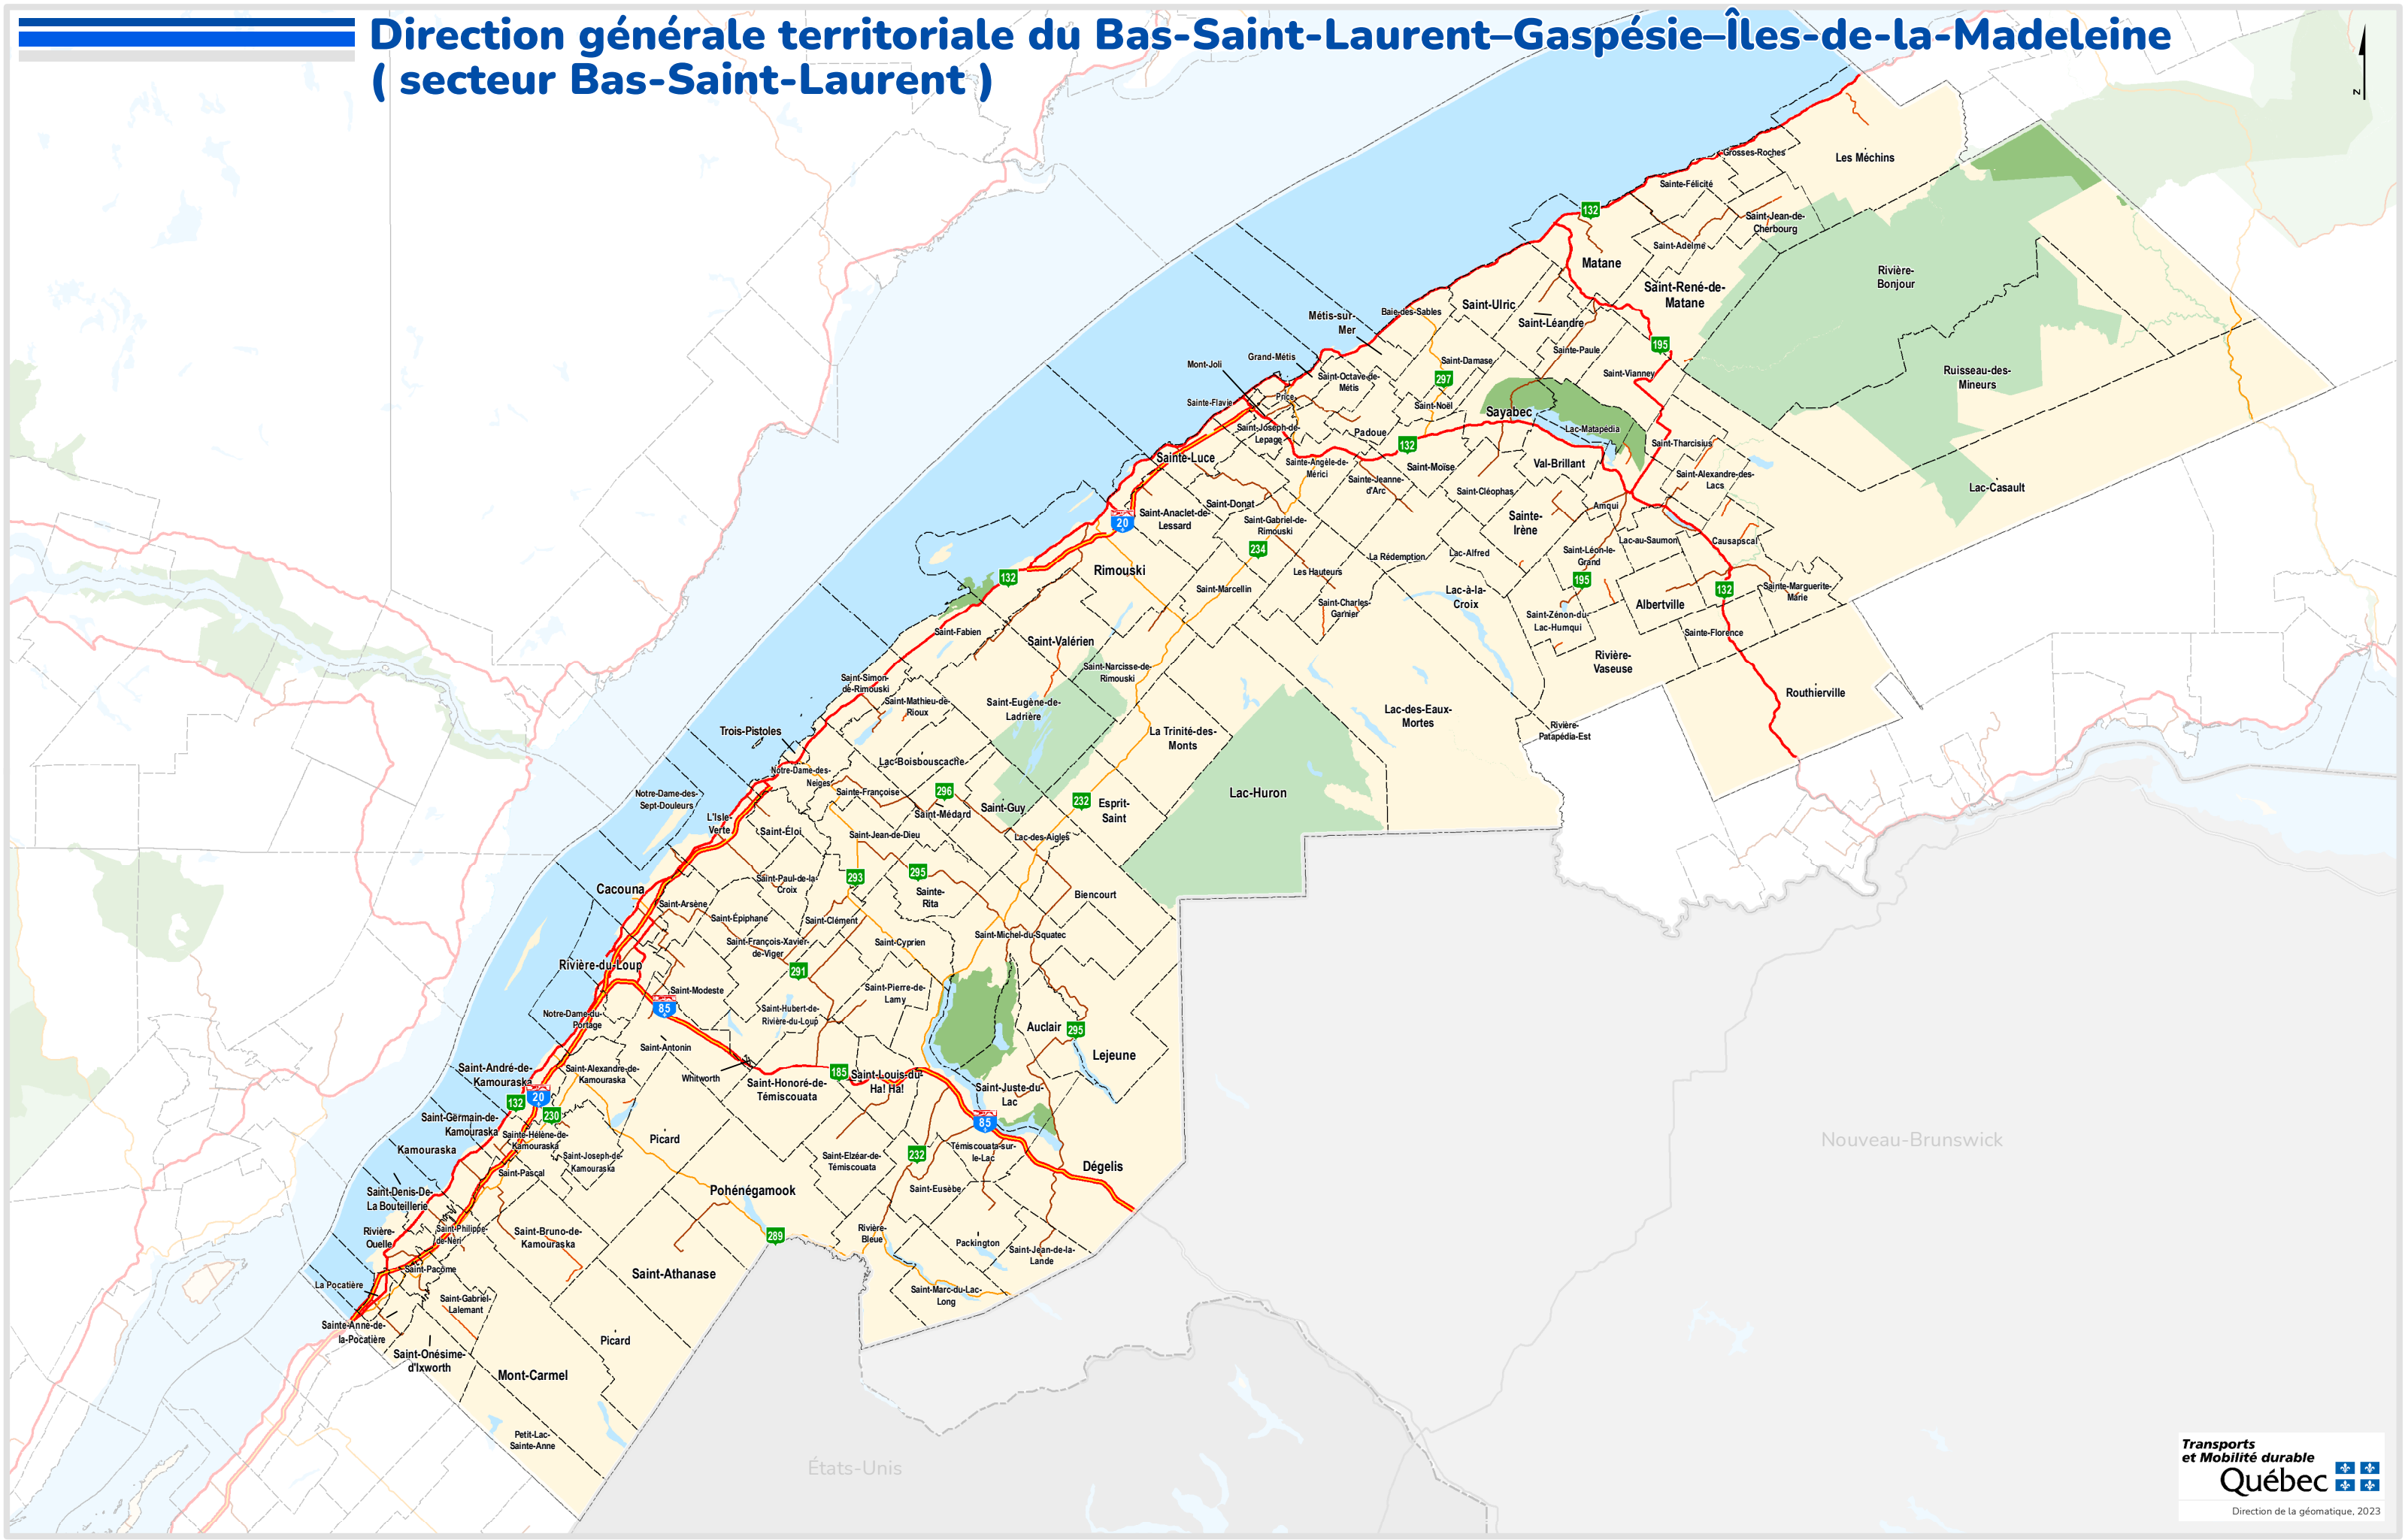 Direction générale territoriale du Bas-Saint-Laurent–Gaspésie–Îles-de-la-Madeleine
( secteur Bas-Saint-Laurent )
N
Les Méchins
Grosses-Roches
Sainte-Félicité
132
Saint-Jean-de-
Cherbourg
Saint-Adelme
Matane
Rivière-
Bonjour
Saint-René-de-
Matane
Saint-Ulric
Baie-des-Sables
Métis-sur-
Mer
Saint-Léandre
195
Sainte-Paule
Grand-Métis
Mont-Joli
Saint-Damase
Saint-Vianney
Ruisseau-des-
Mineurs
297
Saint-Octave-de-
Métis
Price
Sainte-Flavie
Saint-Noël
Sayabec
Lac-Matapédia
Saint-Joseph-de-
Lepage
Padoue
132
Saint-Tharcisius
Sainte-Luce
Sainte-Angèle-de-
Mérici
Saint-Moïse
Val-Brillant
Saint-Alexandre-des-
Lacs
Sainte-Jeanne-
d'Arc
Saint-Cléophas
Lac-Casault
Saint-Donat
Amqui
Saint-Anaclet-de-
Lessard
20
Saint-Gabriel-de-
Rimouski
Sainte-
Irène
Lac-au-Saumon
Causapscal
234
La Rédemption
Lac-Alfred
Saint-Léon-le-
Grand
195
Rimouski
132
Les Hauteurs
Saint-Marcellin
Lac-à-la-
Croix
132
Sainte-Marguerite-
Marie
Saint-Charles-
Garnier
Albertville
Saint-Zénon-du-
Lac-Humqui
Saint-Fabien
Saint-Valérien
Sainte-Florence
Rivière-
Vaseuse
Saint-Narcisse-de-
Rimouski
Saint-Simon-
de-Rimouski
Routhierville
Saint-Mathieu-de-
Rioux
Saint-Eugène-de-
Ladrière
Lac-des-Eaux-
Mortes
Rivière-
Patapédia-Est
Trois-Pistoles
La Trinité-des-
Monts
Lac-Boisbouscache
Notre-Dame-des-
Neiges
Notre-Dame-des-
Sept-Douleurs
Sainte-Françoise
296
Lac-Huron
232
Esprit-
Saint
Saint-Guy
Saint-Médard
L'Isle-
Verte
Saint-Éloi
Saint-Jean-de-Dieu
Lac-des-Aigles
293
295
Saint-Paul-de-la-
Croix
Cacouna
Sainte-
Rita
Biencourt
Saint-Arsène
Saint-Épiphane
Saint-Clément
Saint-Michel-du-Squatec
Saint-François-Xavier-
de-Viger
Saint-Cyprien
Rivière-du-Loup
291
Saint-Modeste
Saint-Pierre-de-
Lamy
85
Saint-Hubert-de-
Rivière-du-Loup
Notre-Dame-du-
Portage
Auclair
295
Saint-Antonin
Lejeune
Saint-André-de-
Kamouraska
Saint-Alexandre-de-
Kamouraska
Whitworth
185
Saint-Louis-du-
Ha! Ha!
Saint-Honoré-de-
Témiscouata
Saint-Juste-du-
Lac
132
20
230
85
Saint-Germain-de-
Kamouraska
Sainte-Hélène-de-
Kamouraska
Picard
Kamouraska
Nouveau-Brunswick
Témiscouata-sur-
le-Lac
232
Saint-Joseph-de-
Kamouraska
Saint-Elzéar-de-
Témiscouata
Saint-Pascal
Dégelis
Saint-Denis-De-
La Bouteillerie
Pohénégamook
Saint-Eusèbe
Rivière-
Ouelle
Saint-Philippe-
de-Néri
Saint-Bruno-de-
Kamouraska
289
Rivière-
Bleue
Packington
Saint-Jean-de-la-
Lande
Saint-Pacôme
Saint-Athanase
La Pocatière
Saint-Gabriel-
Lalemant
Saint-Marc-du-Lac-
Long
Sainte-Anne-de-
la-Pocatière
Picard
Saint-Onésime-
d'Ixworth
Mont-Carmel
Petit-Lac-
Sainte-Anne
États-Unis
Transports
et Mobilité durable
Québec
Direction de la géomatique, 2023